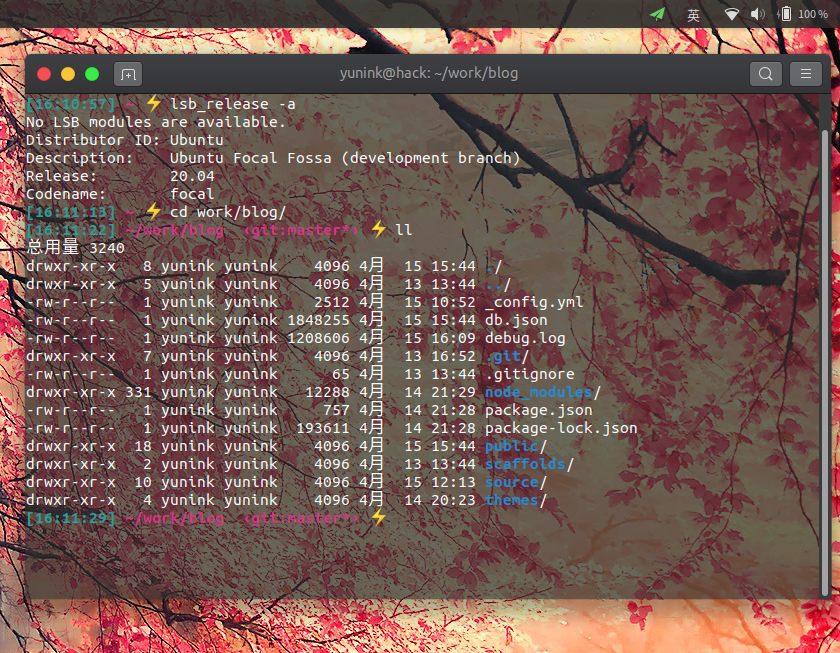 英 100 %
yunink@hack: ~/work/blog
[16:10:57] ~ ⚡ lsb_release -a
No LSB modules are available.
Distributor ID: Ubuntu
Description:    Ubuntu Focal Fossa (development branch)
Release:        20.04
Codename:       focal
[16:11:13] ~ ⚡ cd work/blog/
[16:11:22] ~/work/blog ‹git:master*› ⚡ ll
总用量 3240
drwxr-xr-x   8 yunink yunink    4096 4月  15 15:44 ./
drwxr-xr-x   5 yunink yunink    4096 4月  13 13:44 ../
-rw-r--r--   1 yunink yunink    2512 4月  15 10:52 _config.yml
-rw-r--r--   1 yunink yunink 1848255 4月  15 15:44 db.json
-rw-r--r--   1 yunink yunink 1208606 4月  15 16:09 debug.log
drwxr-xr-x   7 yunink yunink    4096 4月  13 16:52 .git/
-rw-r--r--   1 yunink yunink      65 4月  13 13:44 .gitignore
drwxr-xr-x 331 yunink yunink   12288 4月  14 21:29 node_modules/
-rw-r--r--   1 yunink yunink     757 4月  14 21:28 package.json
-rw-r--r--   1 yunink yunink  193611 4月  14 21:28 package-lock.json
drwxr-xr-x  18 yunink yunink    4096 4月  15 15:44 public/
drwxr-xr-x   2 yunink yunink    4096 4月  13 13:44 scaffolds/
drwxr-xr-x  10 yunink yunink    4096 4月  15 12:13 source/
drwxr-xr-x   4 yunink yunink    4096 4月  14 20:23 themes/
[16:11:29] ~/work/blog ‹git:master*› ⚡